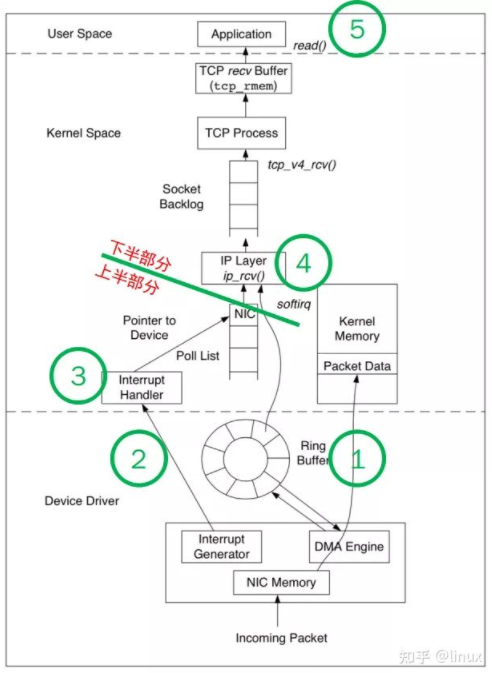 User Space
Application
read()
5
TCP recv Buffer
(tcp_rmem)
Kernel Space
TCP Process
tcp_v4_rcv()
Socket
Backlog
下半部分
上半部分
IP Layer
ip_rcv()
4
softirq
Pointer to
Device
NIC
Poll List
Kernel
Memory
Packet Data
3
Interrupt
Handler
2
Ring
Buffer
1
Device Driver
Interrupt
Generator
DMA Engine
NIC Memory
Incoming Packet
知乎 @linux